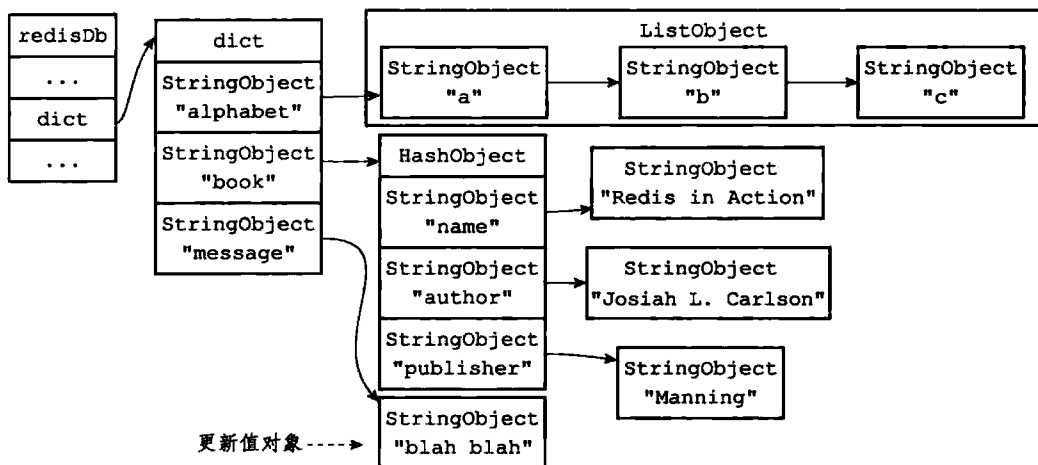 redisDb
...
dict
...
dict
StringObject
"alphabet"
StringObject
"book"
StringObject
"message"
ListObject
StringObject
"a"
StringObject
"b"
StringObject
"c"
HashObject
StringObject
"name"
StringObject
"author"
StringObject
"publisher"
StringObject
"Redis in Action"
StringObject
"Josiah L. Carlson"
StringObject
"Manning"
更新值对象
StringObject
"blah blah"